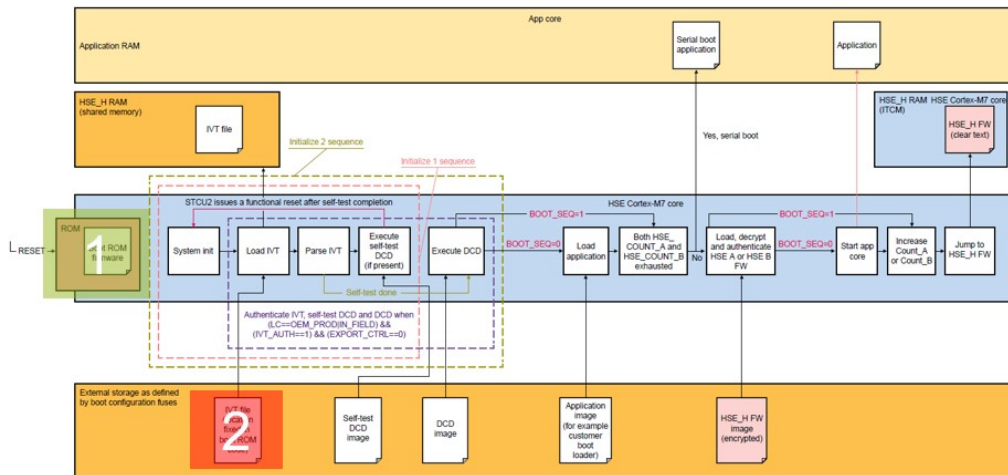 App core
Application RAM
Serial boot
application
Application
HSE_H RAM
(shared memory)
IVT file
HSE_H RAM HSE Cortex-M7 core
(ITCM)
HSE_H FW
(clear text)
Yes, serial boot
Initialize 2 sequence
Initialize 1 sequence
STCU2 issues a functional reset after self-test completion
HSE Cortex-M7 core
ROM
RESET
1
firmware
System init
Load IVT
Parse IVT
Execute
self-test
DCD
(if present)
Execute DCD
BOOT_SEQ=1
BOOT_SEQ=0
Load
application
Both HSE_
COUNT_A and
HSE_COUNT_B
exhausted
No
Load, decrypt
and authenticate
HSE A or HSE B
FW
BOOT_SEQ=1
BOOT_SEQ=0
Start app
core
Increase
Count_A
or Count_B
Jump to
HSE_H FW
Self-test done
Authenticate IVT, self-test DCD and DCD when
(LC==OEM_PROD|IN_FIELD) &&
(IVT_AUTH==1) && (EXPORT_CTRL==0)
External storage as defined
by boot configuration fuses
2
IVT file
Self-test
DCD
image
DCD
image
Application
image
(for example
customer
boot
loader)
HSE_H FW
image
(encrypted)